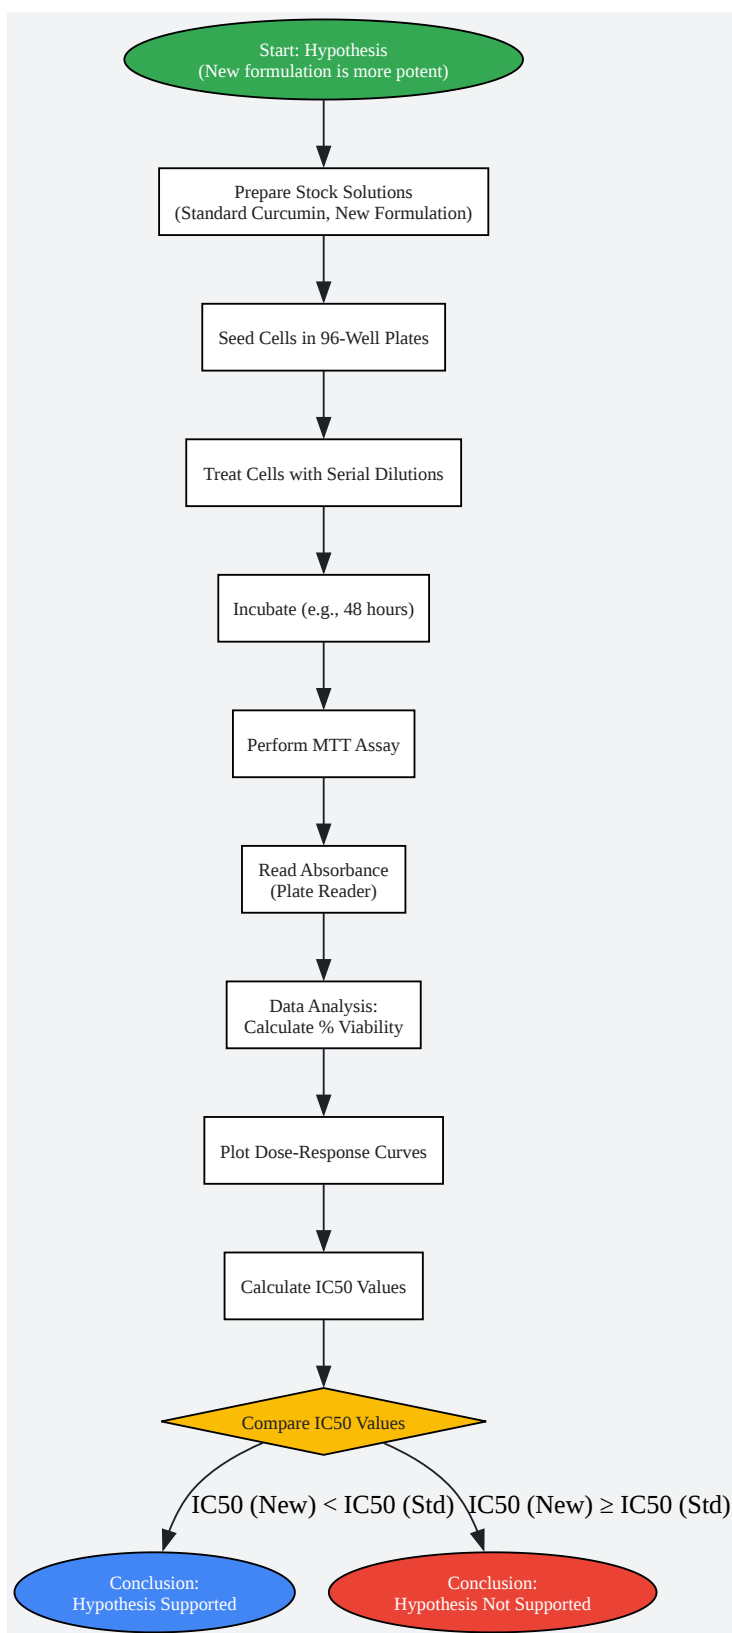 Start: Hypothesis
(New formulation is more potent)
Prepare Stock Solutions
(Standard Curcumin, New Formulation)
Seed Cells in 96-Well Plates
Treat Cells with Serial Dilutions
Incubate (e.g., 48 hours)
Perform MTT Assay
Read Absorbance
(Plate Reader)
Data Analysis:
Calculate % Viability
Plot Dose-Response Curves
Calculate IC50 Values
Compare IC50 Values
IC50 (New) < IC50 (Std)
IC50 (New) ≥ IC50 (Std)
Conclusion:
Hypothesis Supported
Conclusion:
Hypothesis Not Supported